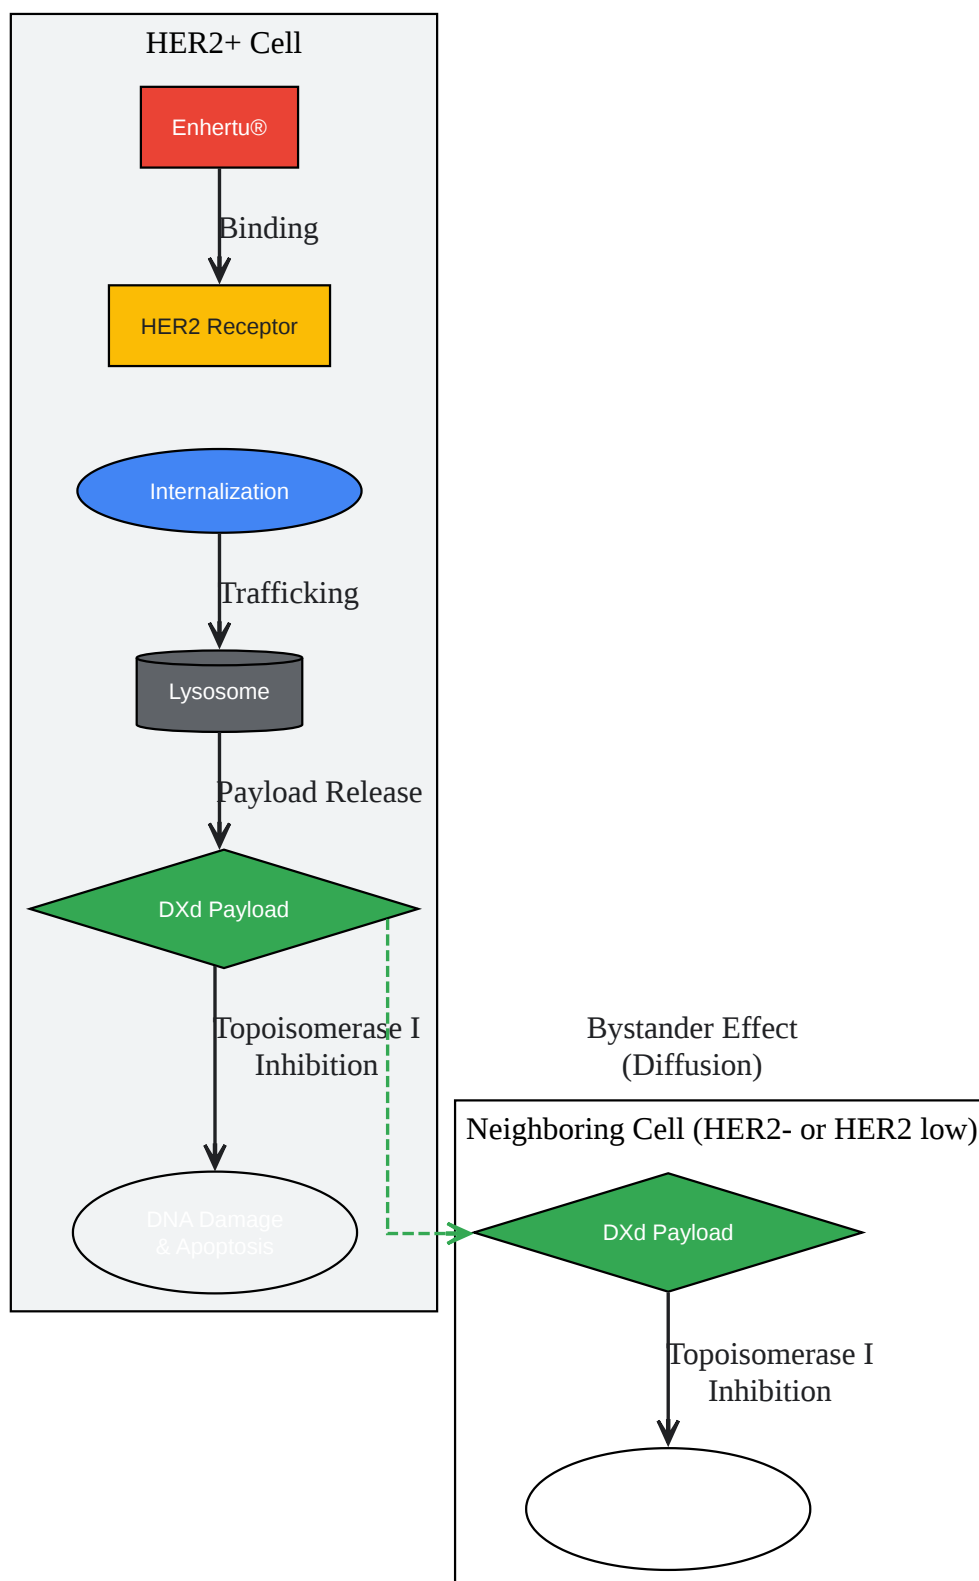 HER2+ Cell
Enhertu®
Binding
HER2 Receptor
Internalization
Trafficking
Lysosome
Payload Release
DXd Payload
Topoisomerase I
Inhibition
DNA Damage
& Apoptosis
Bystander Effect
(Diffusion)
Neighboring Cell (HER2- or HER2 low)
DXd Payload
Topoisomerase I
Inhibition